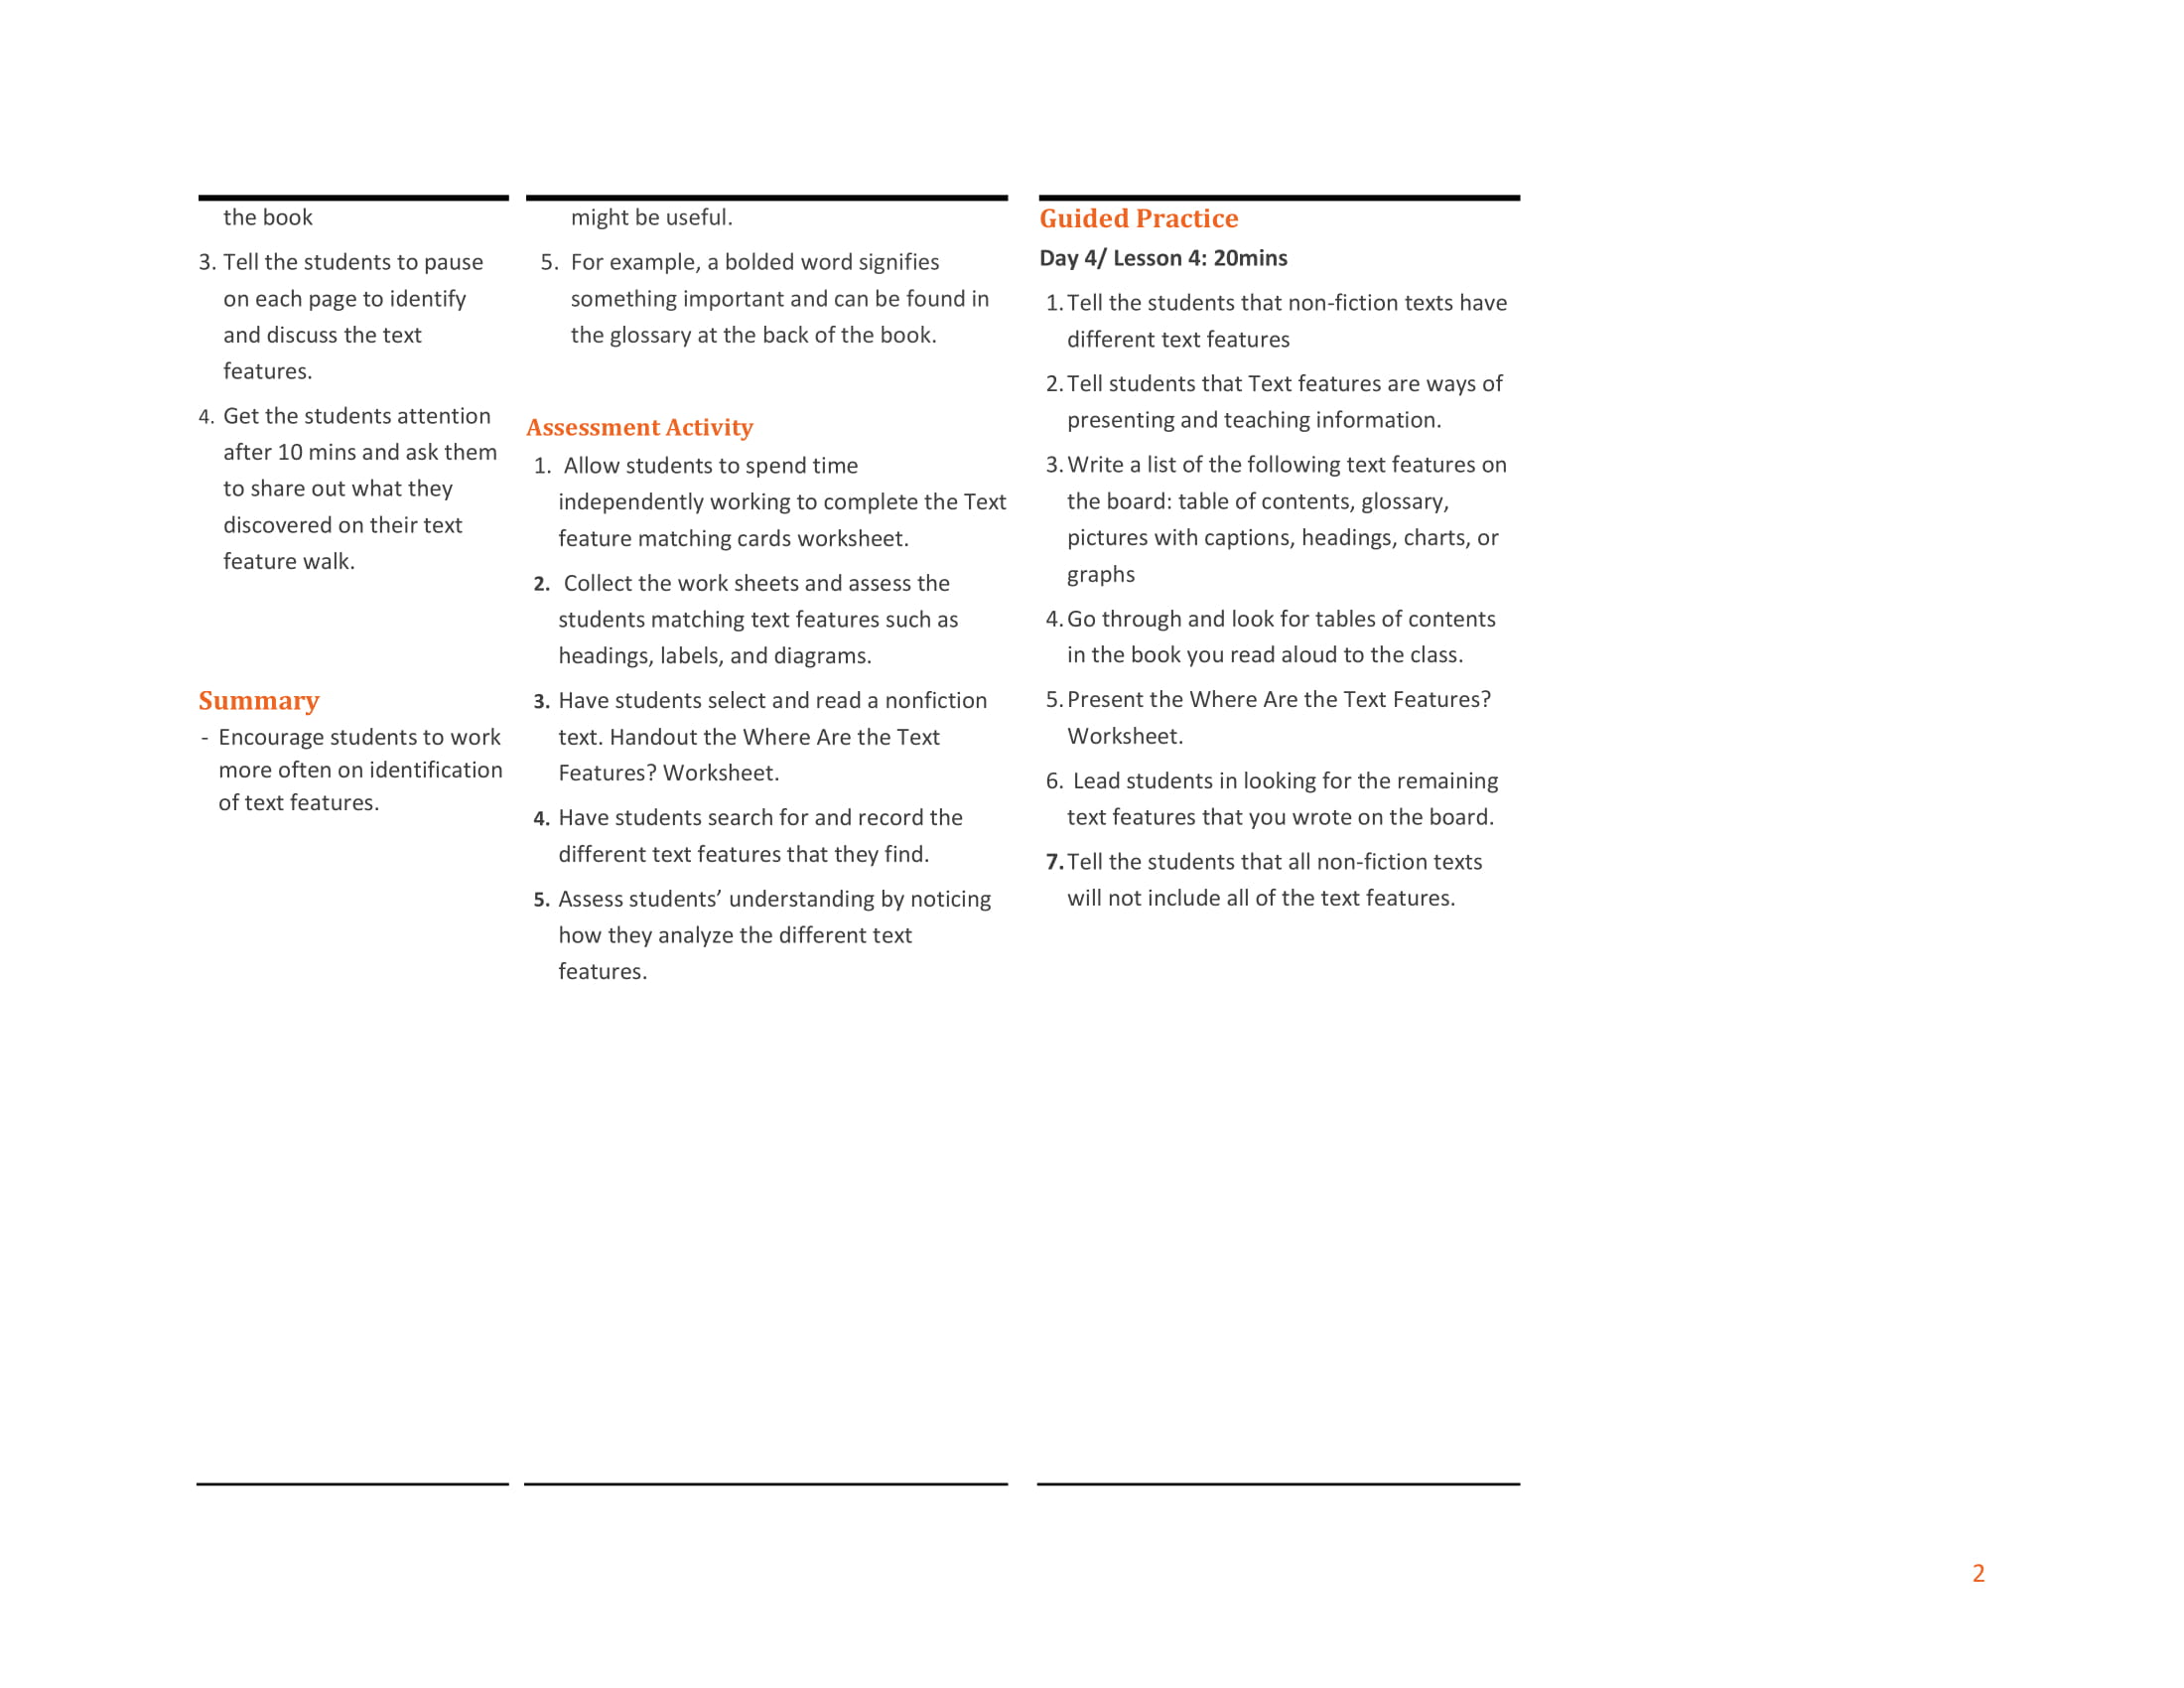 the book
3. Tell the students to pause
on each page to identify
and discuss the text
features.
4. Get the students attention
after 10 mins and ask them
to share out what they
discovered on their text
feature walk.
Summary
- Encourage students to work
more often on identification
of text features.
might be useful.
5. For example, a bolded word signifies
something important and can be found in
the glossary at the back of the book.
Assessment Activity
1. Allow students to spend time
independently working to complete the Text
feature matching cards worksheet.
2. Collect the work sheets and assess the
students matching text features such as
headings, labels, and diagrams.
3. Have students select and read a nonfiction
text. Handout the Where Are the Text
Features? Worksheet.
4. Have students search for and record the
different text features that they find.
5. Assess students’ understanding by noticing
how they analyze the different text
features.
Guided Practice
Day 4/ Lesson 4: 20mins
1. Tell the students that non-fiction texts have
different text features
2. Tell students that Text features are ways of
presenting and teaching information.
3. Write a list of the following text features on
the board: table of contents, glossary,
pictures with captions, headings, charts, or
graphs
4. Go through and look for tables of contents
in the book you read aloud to the class.
5. Present the Where Are the Text Features?
Worksheet.
6. Lead students in looking for the remaining
text features that you wrote on the board.
7. Tell the students that all non-fiction texts
will not include all of the text features.
2